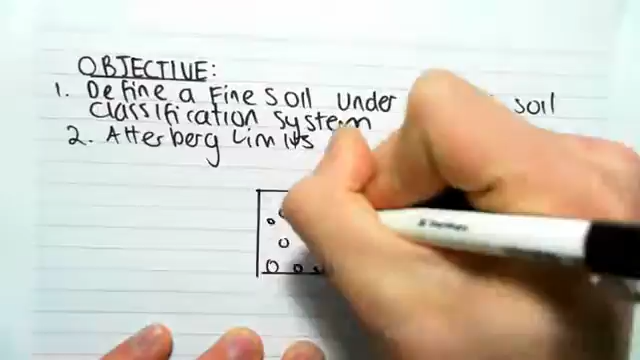 OBJECTIVE:
1. Define a Fine Soil under soil
classification system
2. Atterberg Limits